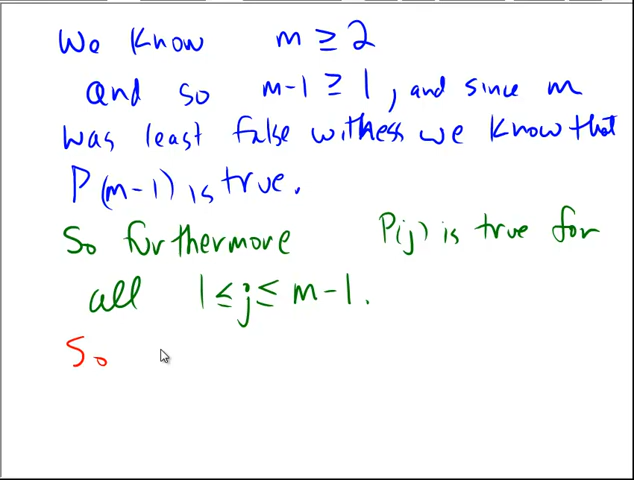 We know m ≥ 2
and so m-1 ≥ 1, and since m
was least false witness we know that
P(m-1) is true.
So furthermore P(j) is true for
all 1 ≤ j ≤ m-1.
So